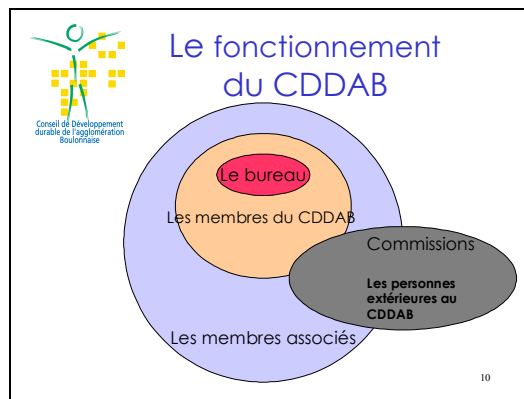 Le fonctionnement
du CDDAB
Conseil de Développement
durable de l'agglomération
Boulonnaise
Le bureau
Les membres du CDDAB
Commissions
Les personnes
extérieures au
CDDAB
Les membres associés
10